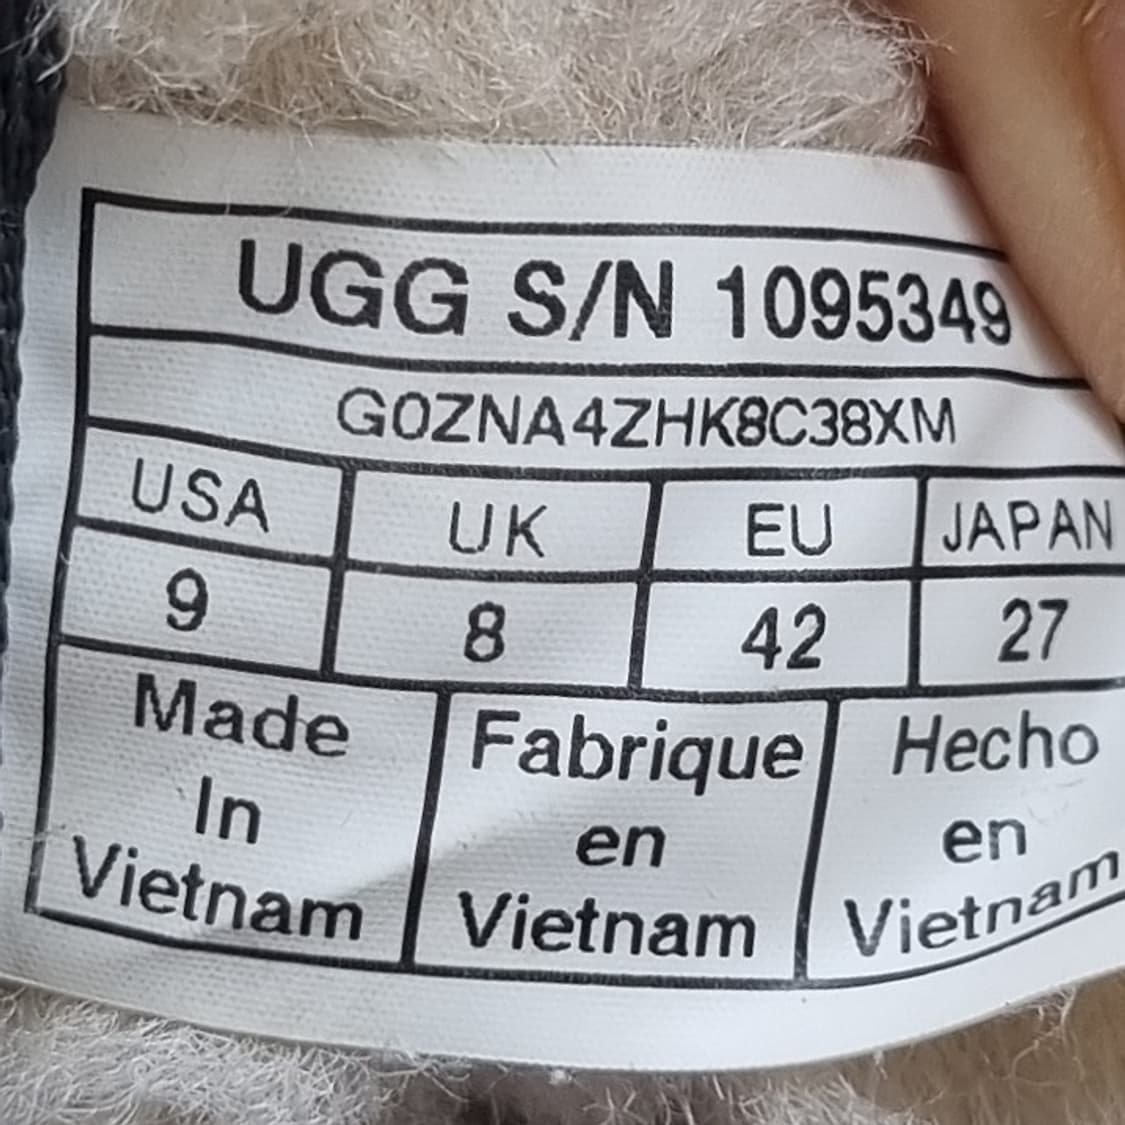 UGG S/N 1095349
G0ZNA4ZHK8C38XM
USA UK EU JAPAN
9 8 42 27
Made Fabrique Hecho
In en en
Vietnam Vietnam Vietnam